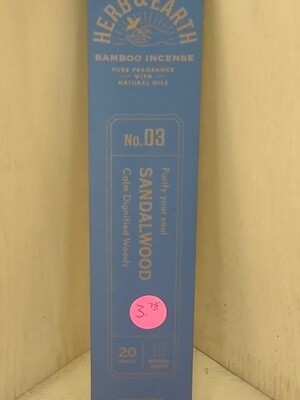 HERB & EARTH
BAMBOO INCENSE
PURE FRAGRANCE
WITH
NATURAL OILS
No.03
Purify your soul
SANDALWOOD
Calm Dignified Woody
3.75
20